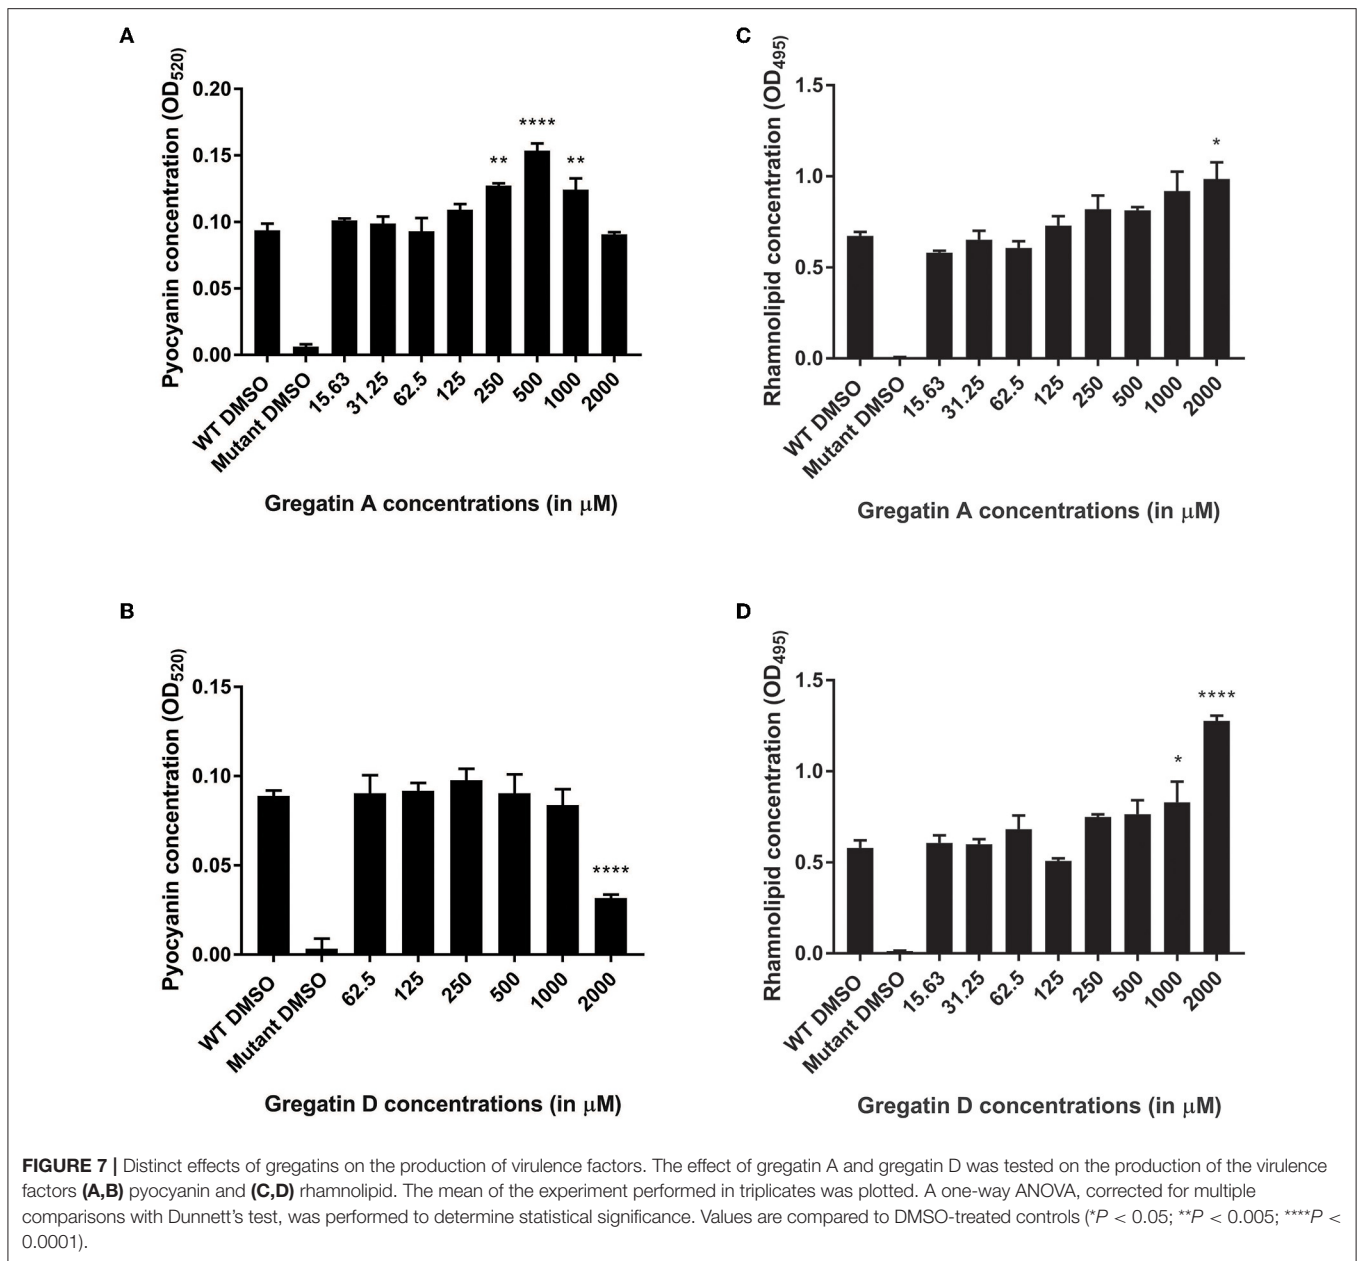 A
Pyocyanin concentration (OD520)
0.20
0.15
0.10
0.05
0.00
**
****
**
WT DMSO
Mutant DMSO
15.63
31.25
62.5
125
250
500
1000
2000
Gregatin A concentrations (in μM)
C
Rhamnolipid concentration (OD495)
1.5
1.0
0.5
0.0
*
WT DMSO
Mutant DMSO
15.63
31.25
62.5
125
250
500
1000
2000
Gregatin A concentrations (in μM)
B
Pyocyanin concentration (OD520)
0.15
0.10
0.05
0.00
****
WT DMSO
Mutant DMSO
62.5
125
250
500
1000
2000
Gregatin D concentrations (in μM)
D
Rhamnolipid concentration (OD495)
1.5
1.0
0.5
0.0
*
****
WT DMSO
Mutant DMSO
15.63
31.25
62.5
125
250
500
1000
2000
Gregatin D concentrations (in μM)
FIGURE 7 | Distinct effects of gregatins on the production of virulence factors. The effect of gregatin A and gregatin D was tested on the production of the virulence
factors (A,B) pyocyanin and (C,D) rhamnolipid. The mean of the experiment performed in triplicates was plotted. A one-way ANOVA, corrected for multiple
comparisons with Dunnett's test, was performed to determine statistical significance. Values are compared to DMSO-treated controls (*P < 0.05; **P < 0.005; ****P <
0.0001).